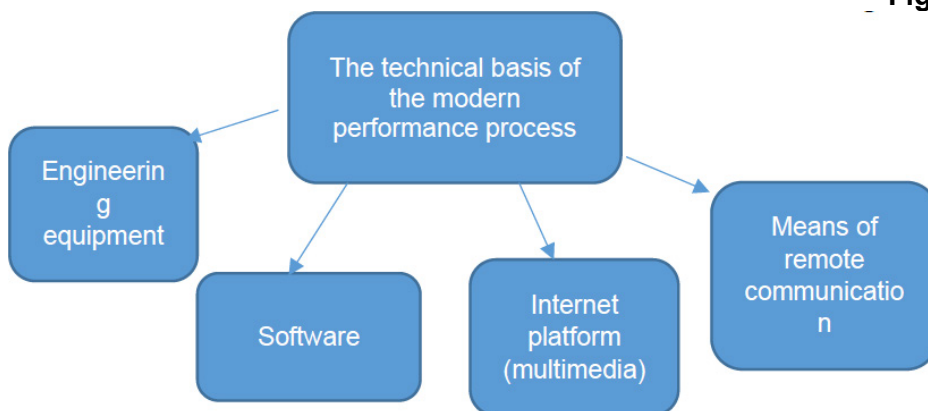 The technical basis of
the modern
performance process
Engineerin
g
equipment
Software
Internet
platform
(multimedia)
Means of
remote
communicatio
n